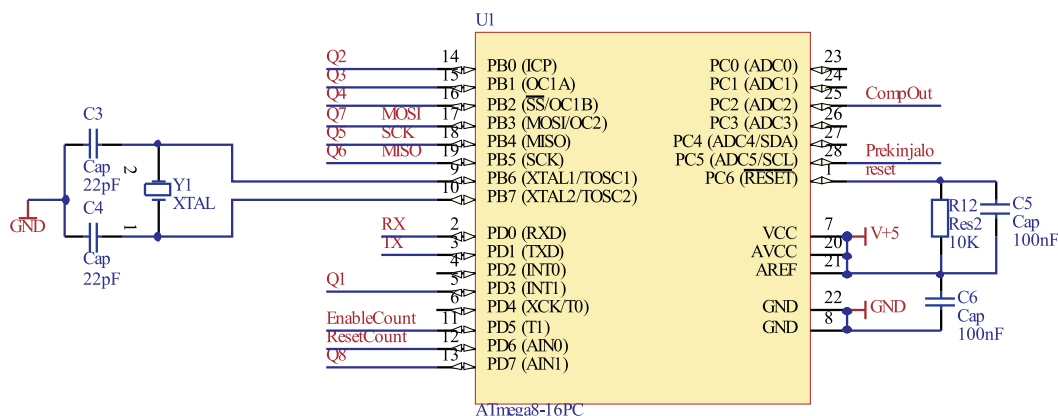 U1
Q2
14
PB0 (ICP)
Q3
15
PB1 (OC1A)
Q4
16
PB2 (SS/OC1B)
Q7
MOSI
17
PB3 (MOSI/OC2)
Q5
SCK
18
PB4 (MISO)
Q6
MISO
19
PB5 (SCK)
9
PB6 (XTAL1/TOSC1)
10
PB7 (XTAL2/TOSC2)
RX
2
PD0 (RXD)
TX
3
PD1 (TXD)
4
PD2 (INT0)
Q1
5
PD3 (INT1)
6
PD4 (XCK/T0)
EnableCount
11
PD5 (T1)
ResetCount
12
PD6 (AIN0)
Q8
13
PD7 (AIN1)
PC0 (ADC0)
23
PC1 (ADC1)
24
PC2 (ADC2)
25
CompOut
PC3 (ADC3)
26
PC4 (ADC4/SDA)
27
PC5 (ADC5/SCL)
28
Prekinjalo
PC6 (RESET)
1
reset
VCC
7
V+5
AVCC
20
AREF
21
GND
22
GND
GND
8
ATmega8-16PC
C3
Cap
22pF
C4
Cap
22pF
GND
2
Y1
XTAL
1
R12
Res2
10K
C5
Cap
100nF
C6
Cap
100nF